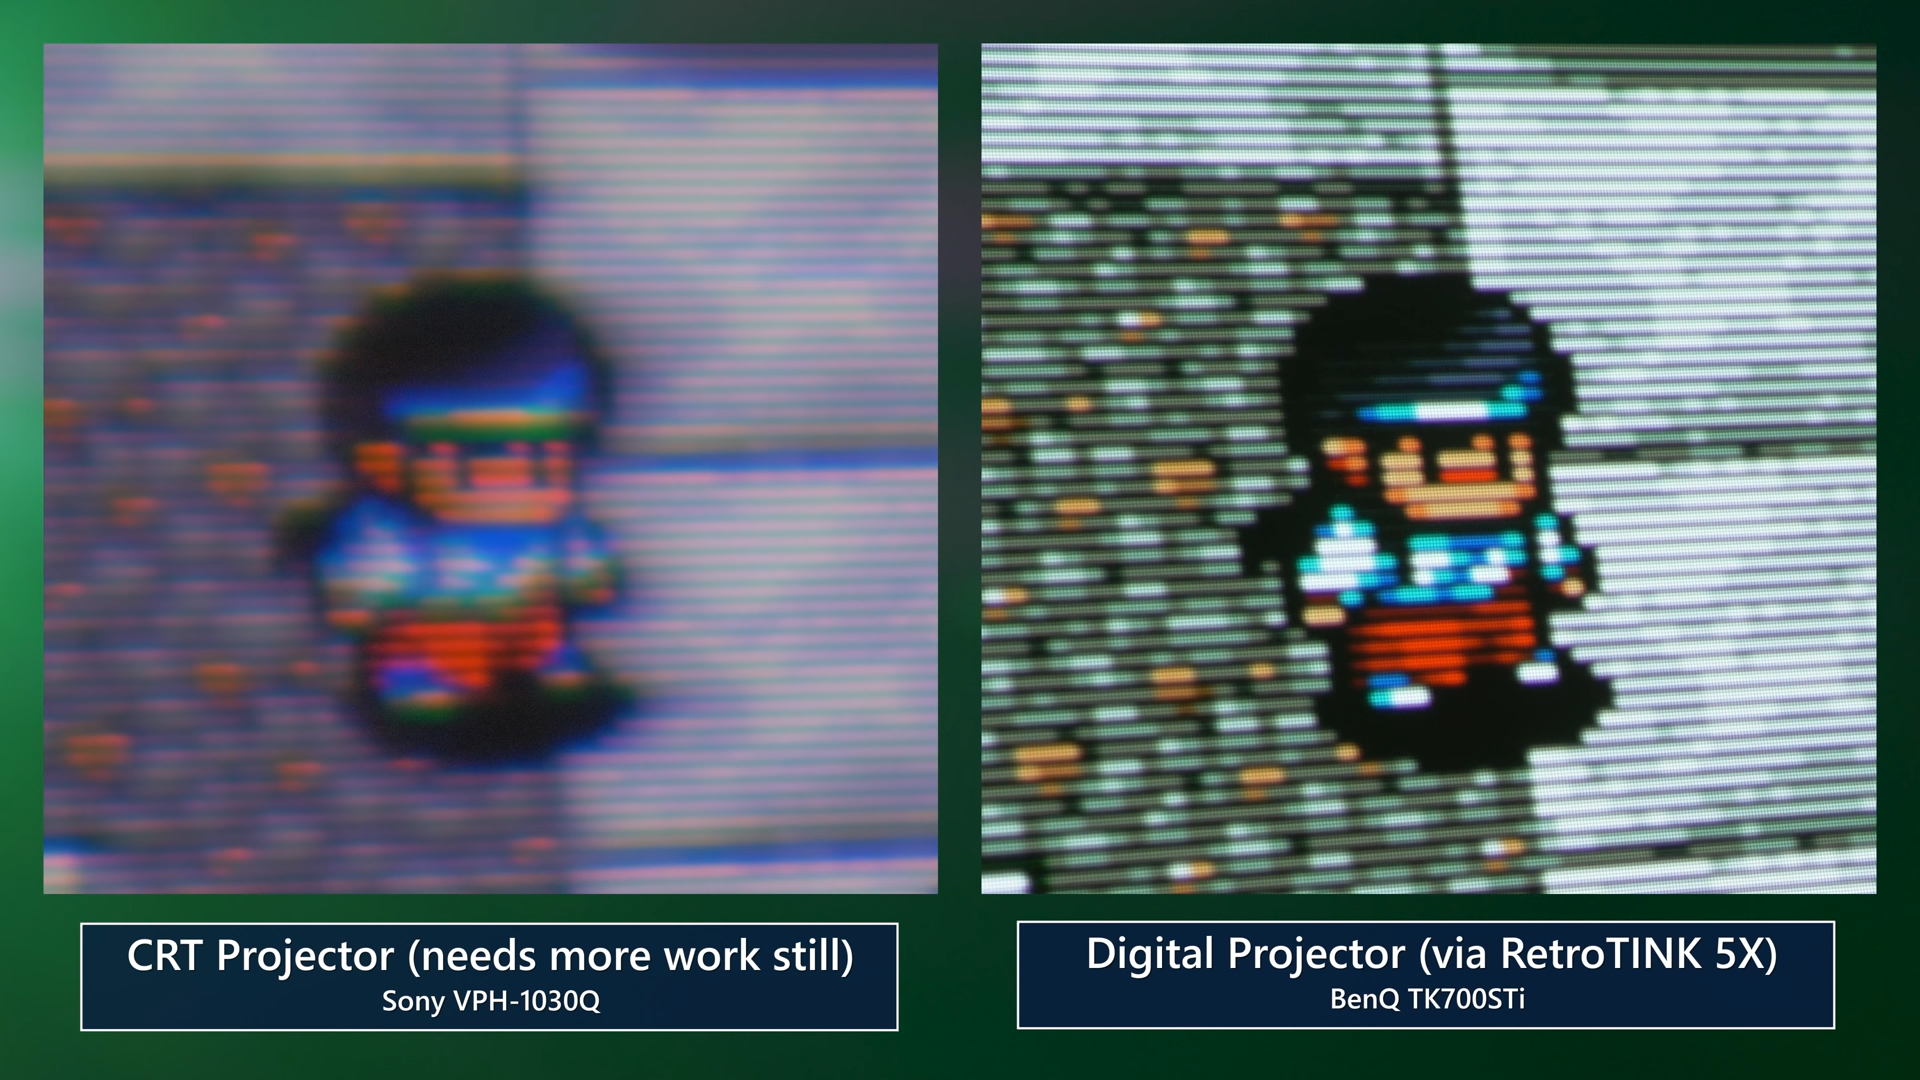 CRT Projector (needs more work still)
Sony VPH-1030Q
Digital Projector (via RetroTINK 5X)
BenQ TK700STi